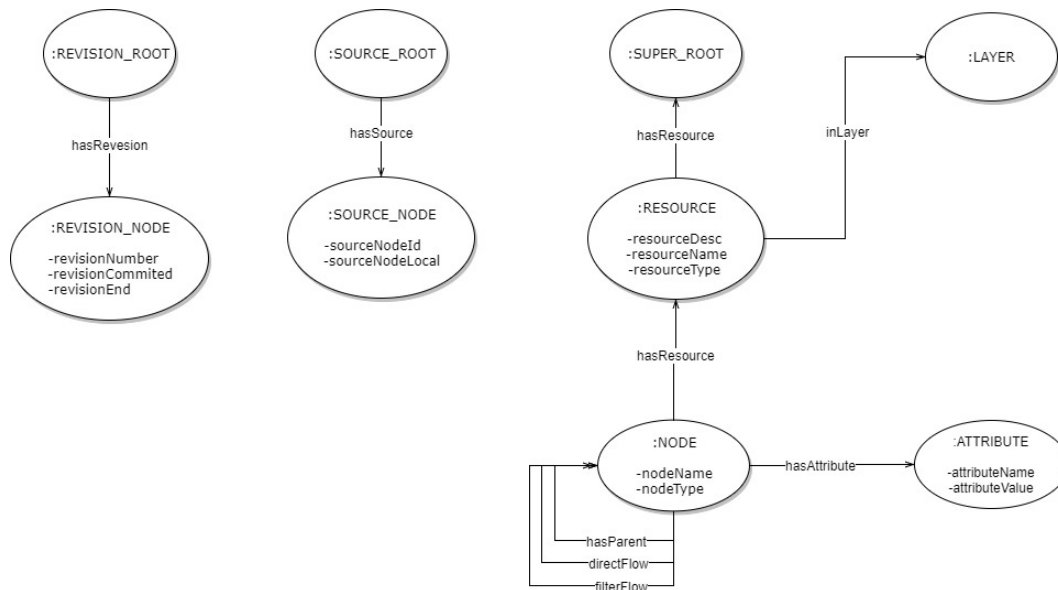 :REVISION_ROOT
:SOURCE_ROOT
:SUPER_ROOT
:LAYER
hasRevesion
hasSource
hasResource
inLayer
:REVISION_NODE
-revisionNumber
-revisionCommited
-revisionEnd
:SOURCE_NODE
-sourceNodeId
-sourceNodeLocal
:RESOURCE
-resourceDesc
-resourceName
-resourceType
hasResource
:NODE
-nodeName
-nodeType
hasAttribute
:ATTRIBUTE
-attributeName
-attributeValue
hasParent
directFlow
filterFlow